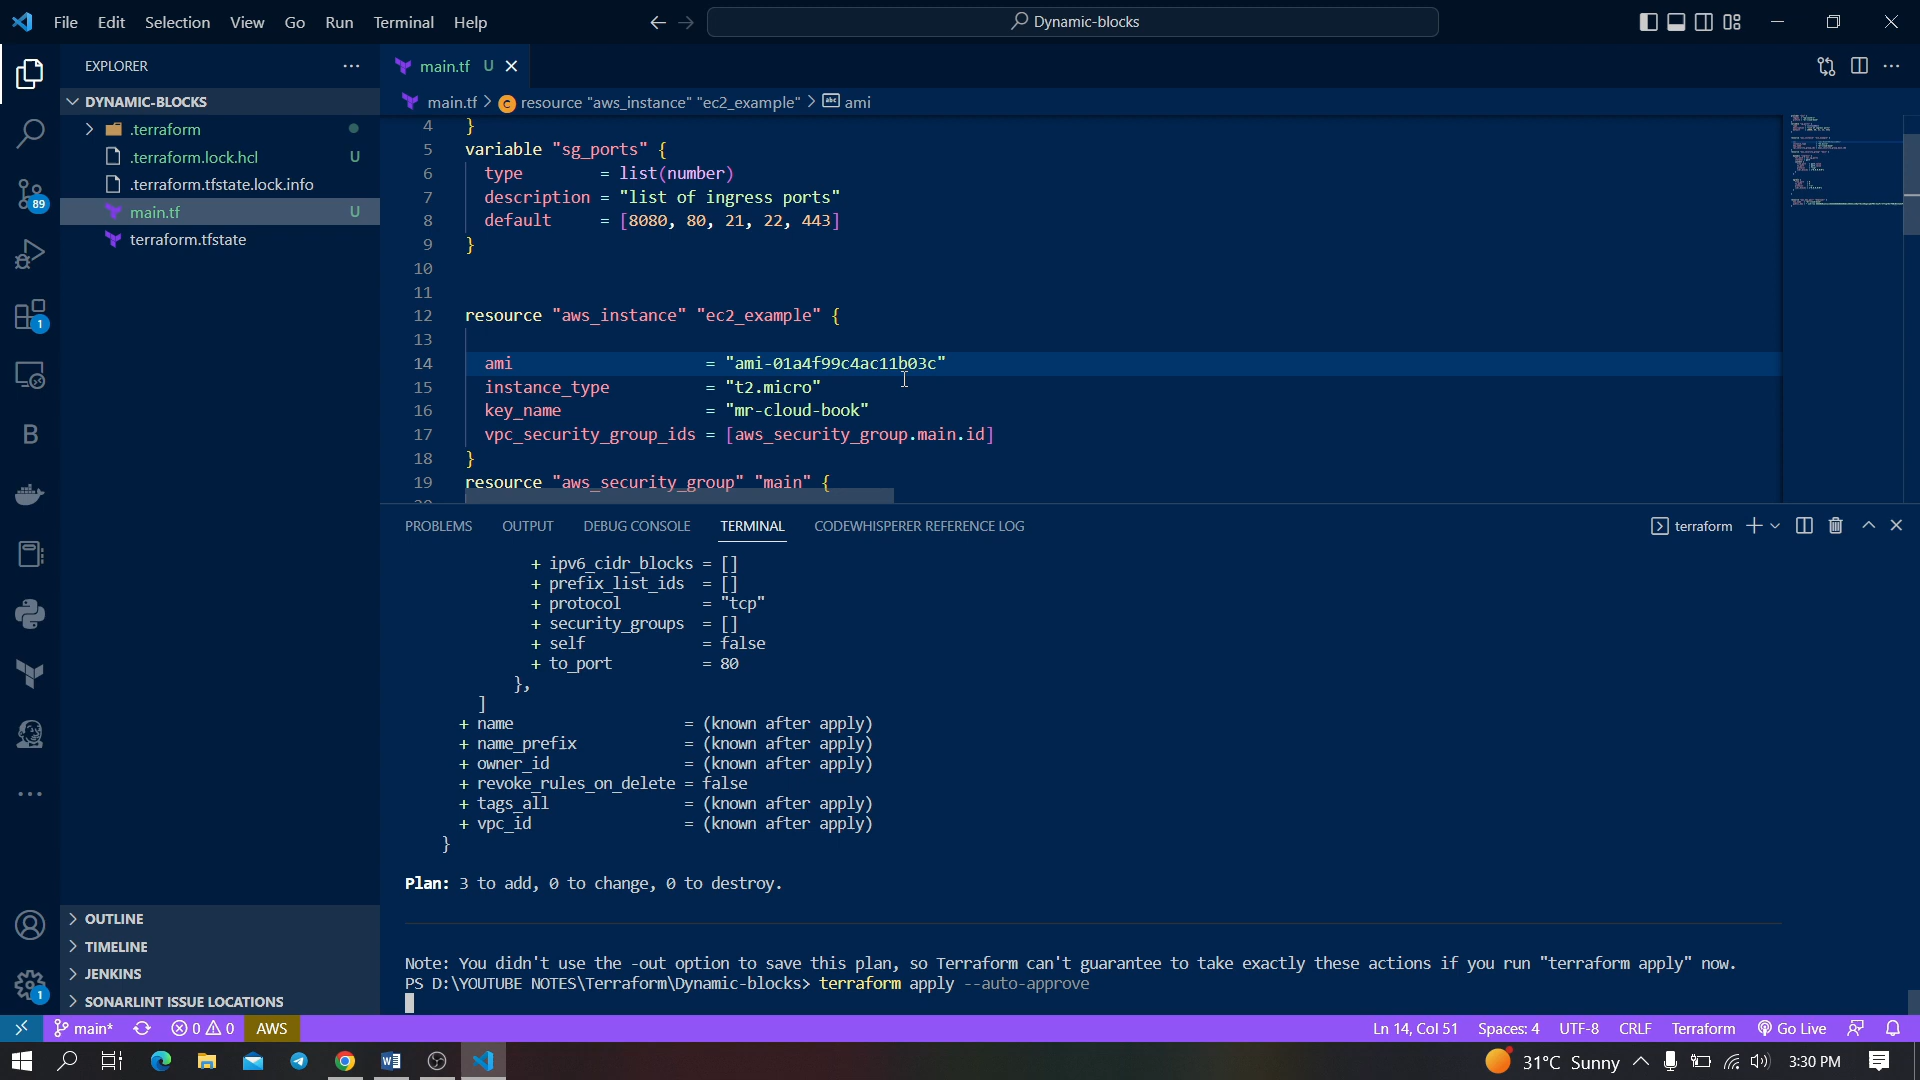 File Edit Selection View Go Run Terminal Help
Dynamic-blocks
EXPLORER
DYNAMIC-BLOCKS
.terraform
.terraform.lock.hcl U
.terraform.tfstate.lock.info
main.tf U
terraform.tfstate
89
1
1
OUTLINE
TIMELINE
JENKINS
SONARLINT ISSUE LOCATIONS
main.tf U
main.tf > resource "aws_instance" "ec2_example" > ami
4 }
5 variable "sg_ports" {
6 type = list(number)
7 description = "list of ingress ports"
8 default = [8080, 80, 21, 22, 443]
9 }
10
11
12 resource "aws_instance" "ec2_example" {
13
14 ami = "ami-01a4f99c4ac11b03c"
15 instance_type = "t2.micro"
16 key_name = "mr-cloud-book"
17 vpc_security_group_ids = [aws_security_group.main.id]
18 }
19 resource "aws_security_group" "main" {
PROBLEMS OUTPUT DEBUG CONSOLE TERMINAL CODEWHISPERER REFERENCE LOG
terraform
+ ipv6_cidr_blocks = []
+ prefix_list_ids = []
+ protocol = "tcp"
+ security_groups = []
+ self = false
+ to_port = 80
},
]
+ name = (known after apply)
+ name_prefix = (known after apply)
+ owner_id = (known after apply)
+ revoke_rules_on_delete = false
+ tags_all = (known after apply)
+ vpc_id = (known after apply)
}
Plan: 3 to add, 0 to change, 0 to destroy.
Note: You didn't use the -out option to save this plan, so Terraform can't guarantee to take exactly these actions if you run "terraform apply" now.
PS D:\YOUTUBE NOTES\Terraform\Dynamic-blocks> terraform apply --auto-approve
main* 0 0 AWS
Ln 14, Col 51 Spaces: 4 UTF-8 CRLF Terraform Go Live
31°C Sunny 3:30 PM